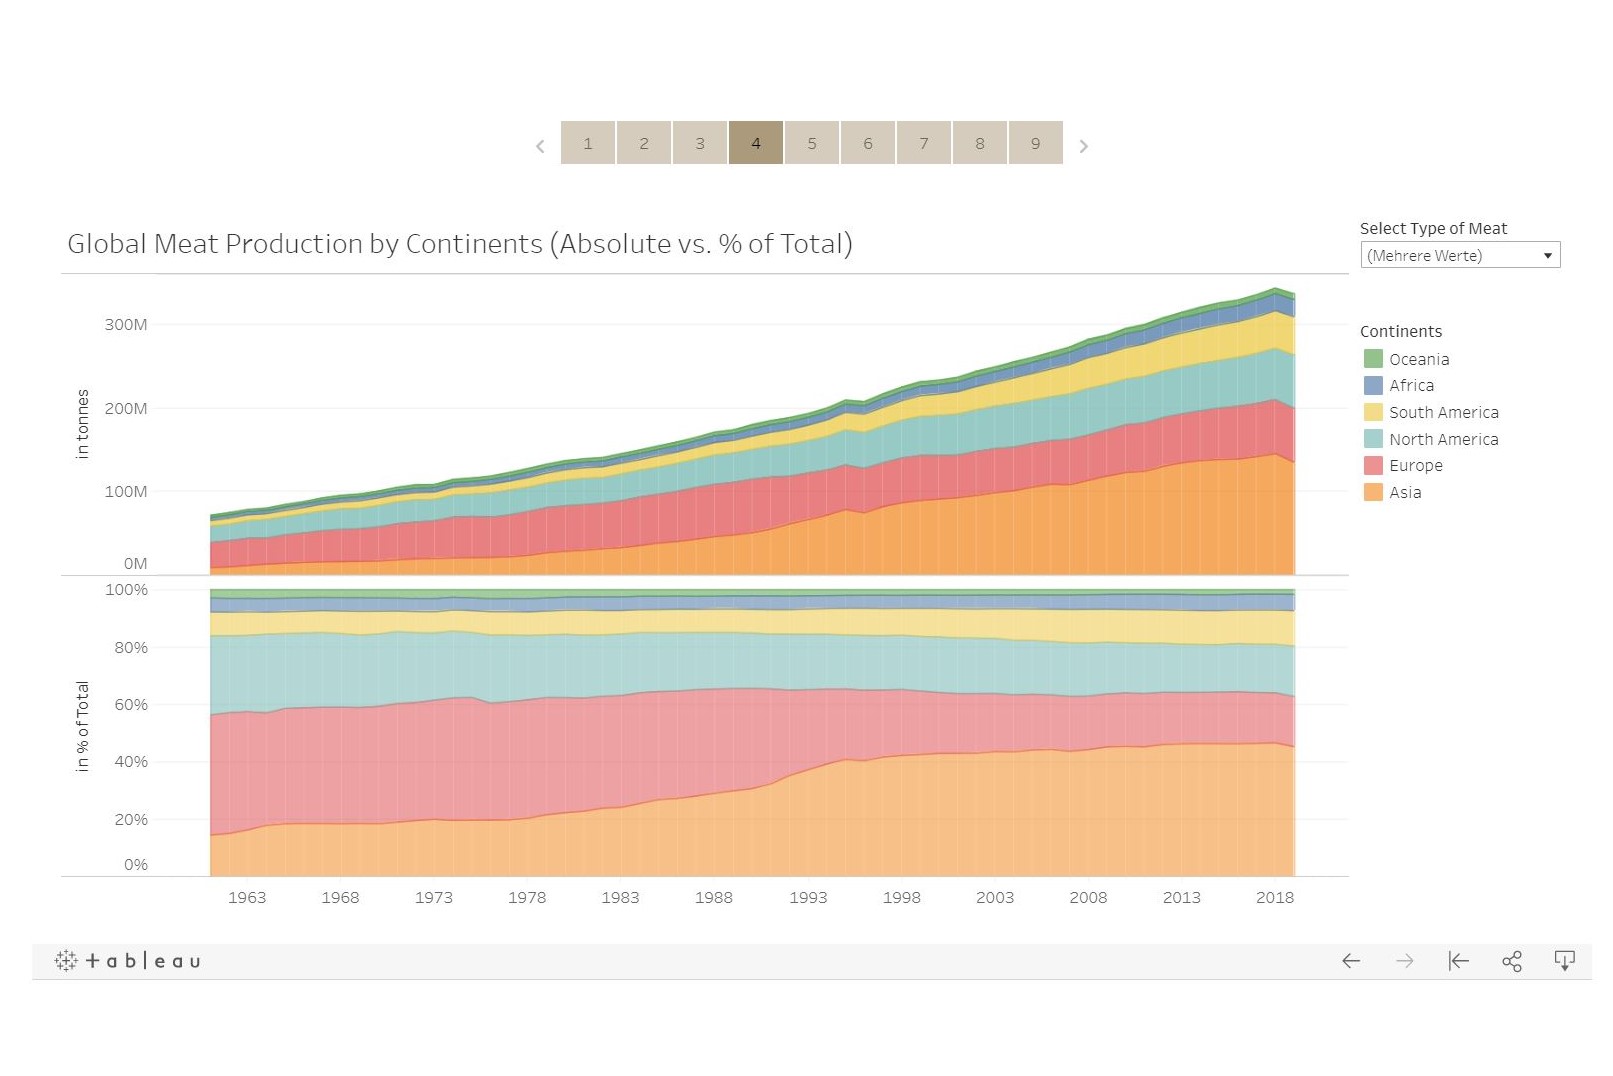 1 2 3 4 5 6 7 8 9
Global Meat Production by Continents (Absolute vs. % of Total)
Select Type of Meat
(Mehrere Werte)
Continents
Oceania
Africa
South America
North America
Europe
Asia
in tonnes
300M
200M
100M
0M
in % of Total
100%
80%
60%
40%
20%
0%
1963 1968 1973 1978 1983 1988 1993 1998 2003 2008 2013 2018
tableau